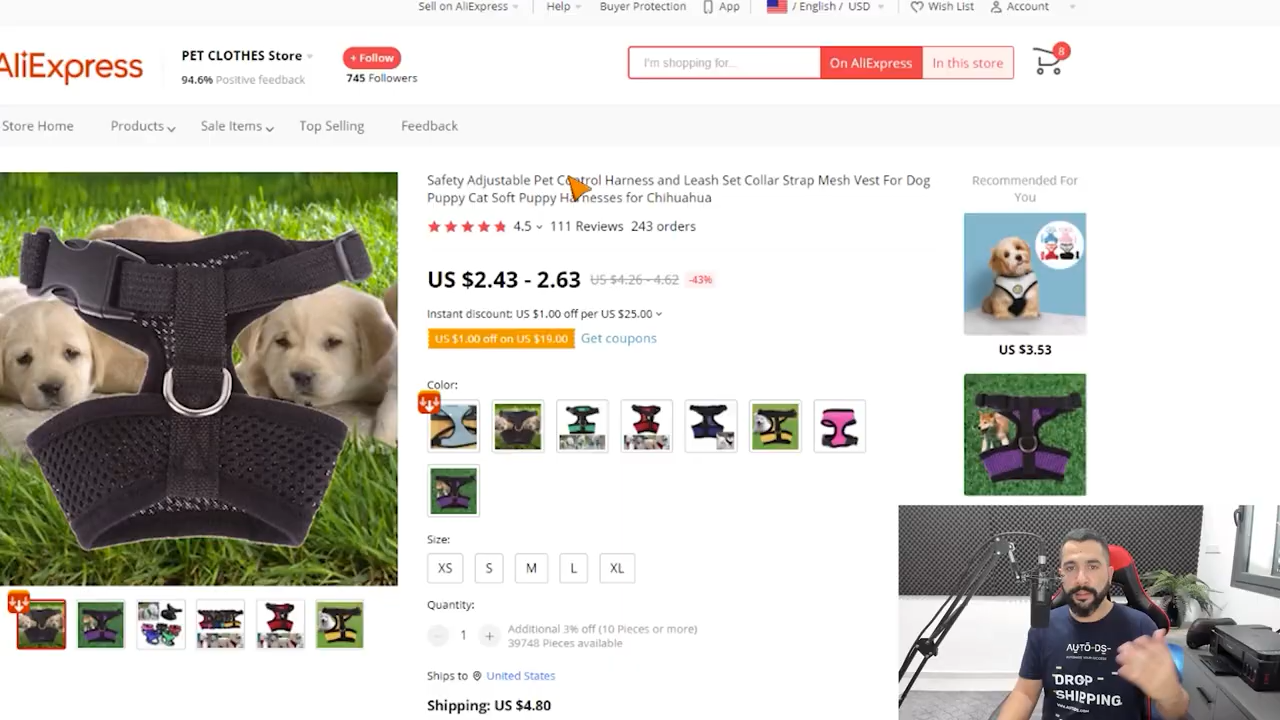 Sell on AliExpress
Help
Buyer Protection
App
/ English / USD
Wish List
Account
AliExpress
PET CLOTHES Store
94.6% Positive feedback
+ Follow
745 Followers
I'm shopping for...
On AliExpress
In this store
8
Store Home
Products
Sale Items
Top Selling
Feedback
Safety Adjustable Pet Control Harness and Leash Set Collar Strap Mesh Vest For Dog
Puppy Cat Soft Puppy Harnesses for Chihuahua
4.5
111 Reviews
243 orders
US $2.43 - 2.63
US $4.26 - 4.62
-43%
Instant discount: US $1.00 off per US $25.00
US $1.00 off on US $19.00
Get coupons
Color:
Size:
XS
S
M
L
XL
Quantity:
1
Additional 3% off (10 Pieces or more)
39748 Pieces available
Ships to
United States
Shipping: US $4.80
Recommended For
You
US $3.53
AUTO-DS-
DROP
SHIPPING